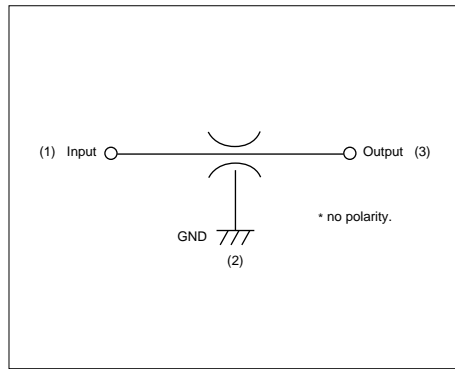 (1) Input Output (3)
* no polarity.
GND
(2)